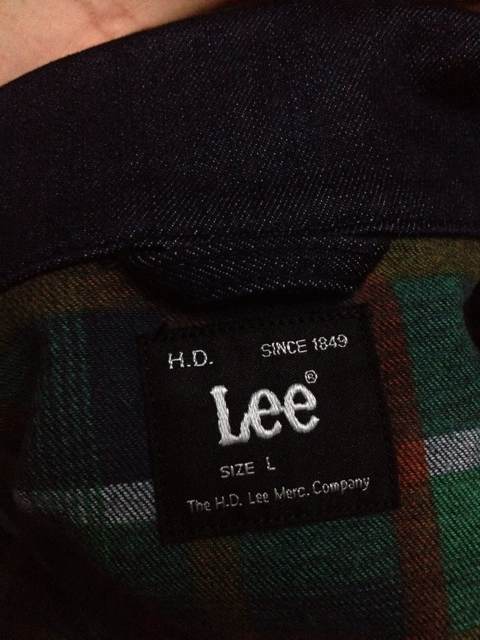 H.D. SINCE 1849
Lee®
SIZE L
The H.D. Lee Merc. Company